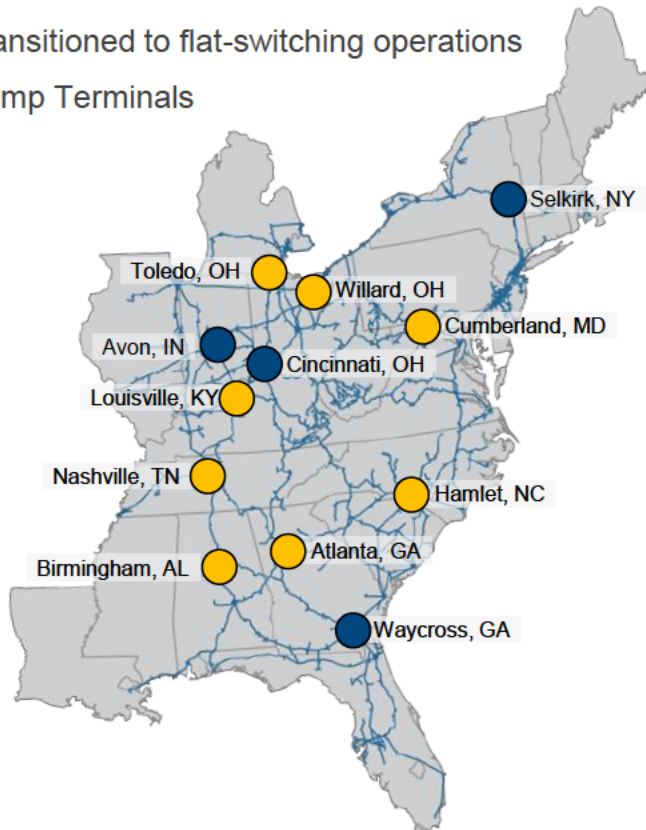 ansitioned to flat-switching operations
mp Terminals
Selkirk, NY
Toledo, OH
Willard, OH
Cumberland, MD
Avon, IN
Cincinnati, OH
Louisville, KY
Nashville, TN
Hamlet, NC
Atlanta, GA
Birmingham, AL
Waycross, GA